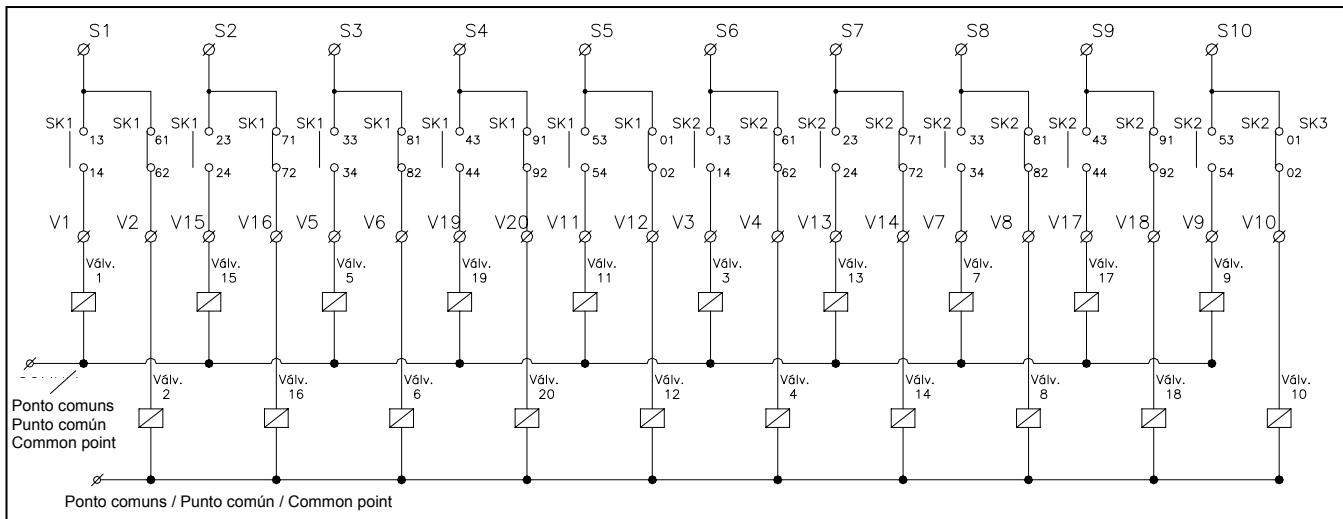 S1 S2 S3 S4 S5 S6 S7 S8 S9 S10
SK1 SK1 SK1 SK1 SK1 SK1 SK1 SK1 SK1 SK1 SK2 SK2 SK2 SK2 SK2 SK2 SK2 SK2 SK2 SK2 SK3
13 61 23 71 33 81 43 91 53 01 13 61 23 71 33 81 43 91 53 01
14 62 24 72 34 82 44 92 54 02 14 62 24 72 34 82 44 92 54 02
V1 V2 V15 V16 V5 V6 V19 V20 V11 V12 V3 V4 V13 V14 V7 V8 V17 V18 V9 V10
Válv. Válv. Válv. Válv. Válv. Válv. Válv. Válv. Válv. Válv.
1 15 5 19 11 3 13 7 17 9
Válv. Válv. Válv. Válv. Válv. Válv. Válv. Válv. Válv. Válv.
2 16 6 20 12 4 14 8 18 10
Ponto comuns
Punto común
Common point
Ponto comuns / Punto común / Common point